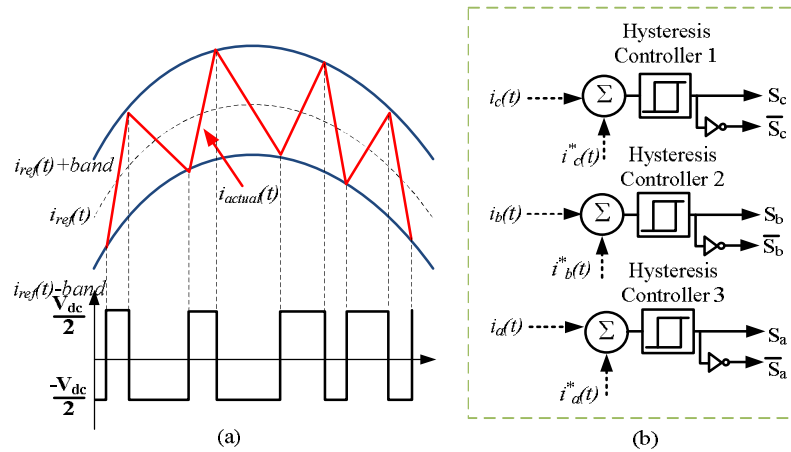 i_ref(t)+band
i_ref(t)
i_actual(t)
i_ref(t)-band
V_dc
2
-V_dc
2
(a)
Hysteresis
Controller 1
i_c(t)
Σ
S_c
S̅_c
i*_c(t)
Hysteresis
Controller 2
i_b(t)
Σ
S_b
S̅_b
i*_b(t)
Hysteresis
Controller 3
i_a(t)
Σ
S_a
S̅_a
i*_a(t)
(b)